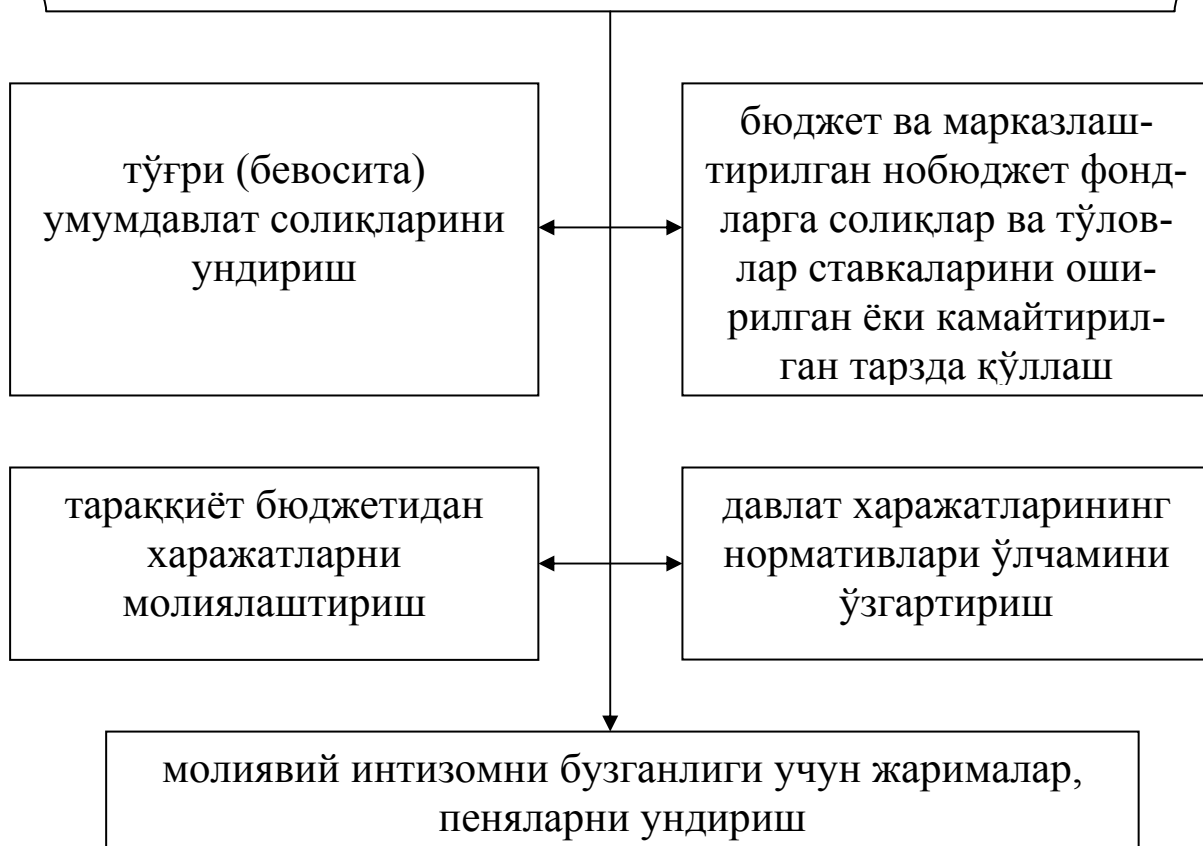 тўғри (бевосита)
умумдавлат солиқларини
ундириш
бюджет ва марказлаш-
тирилган нобюджет фонд-
ларга солиқлар ва тўлов-
лар ставкаларини оши-
рилган ёки камайтирил-
ган тарзда қўллаш
тараққиёт бюджетидан
харажатларни
молиялаштириш
давлат харажатларининг
нормативлари ўлчамини
ўзгартириш
молиявий интизомни бузганлиги учун жарималар,
пеняларни ундириш